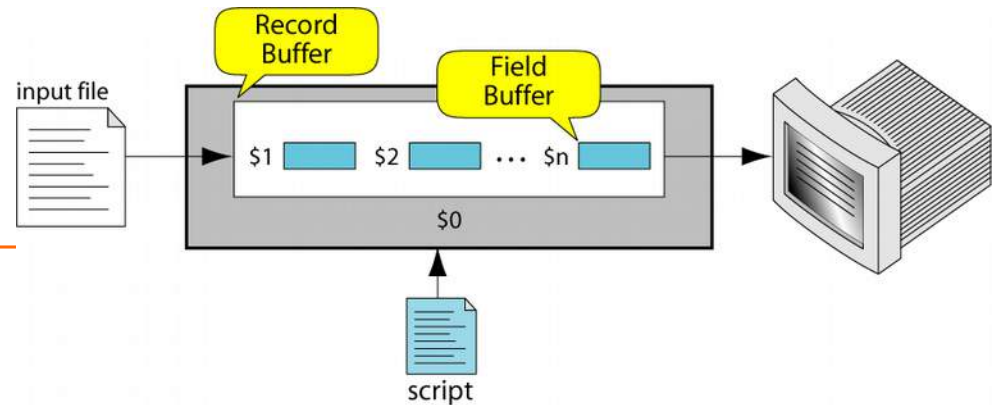 Record
Buffer
Field
Buffer
input file
$1 $2 ... $n
$0
script